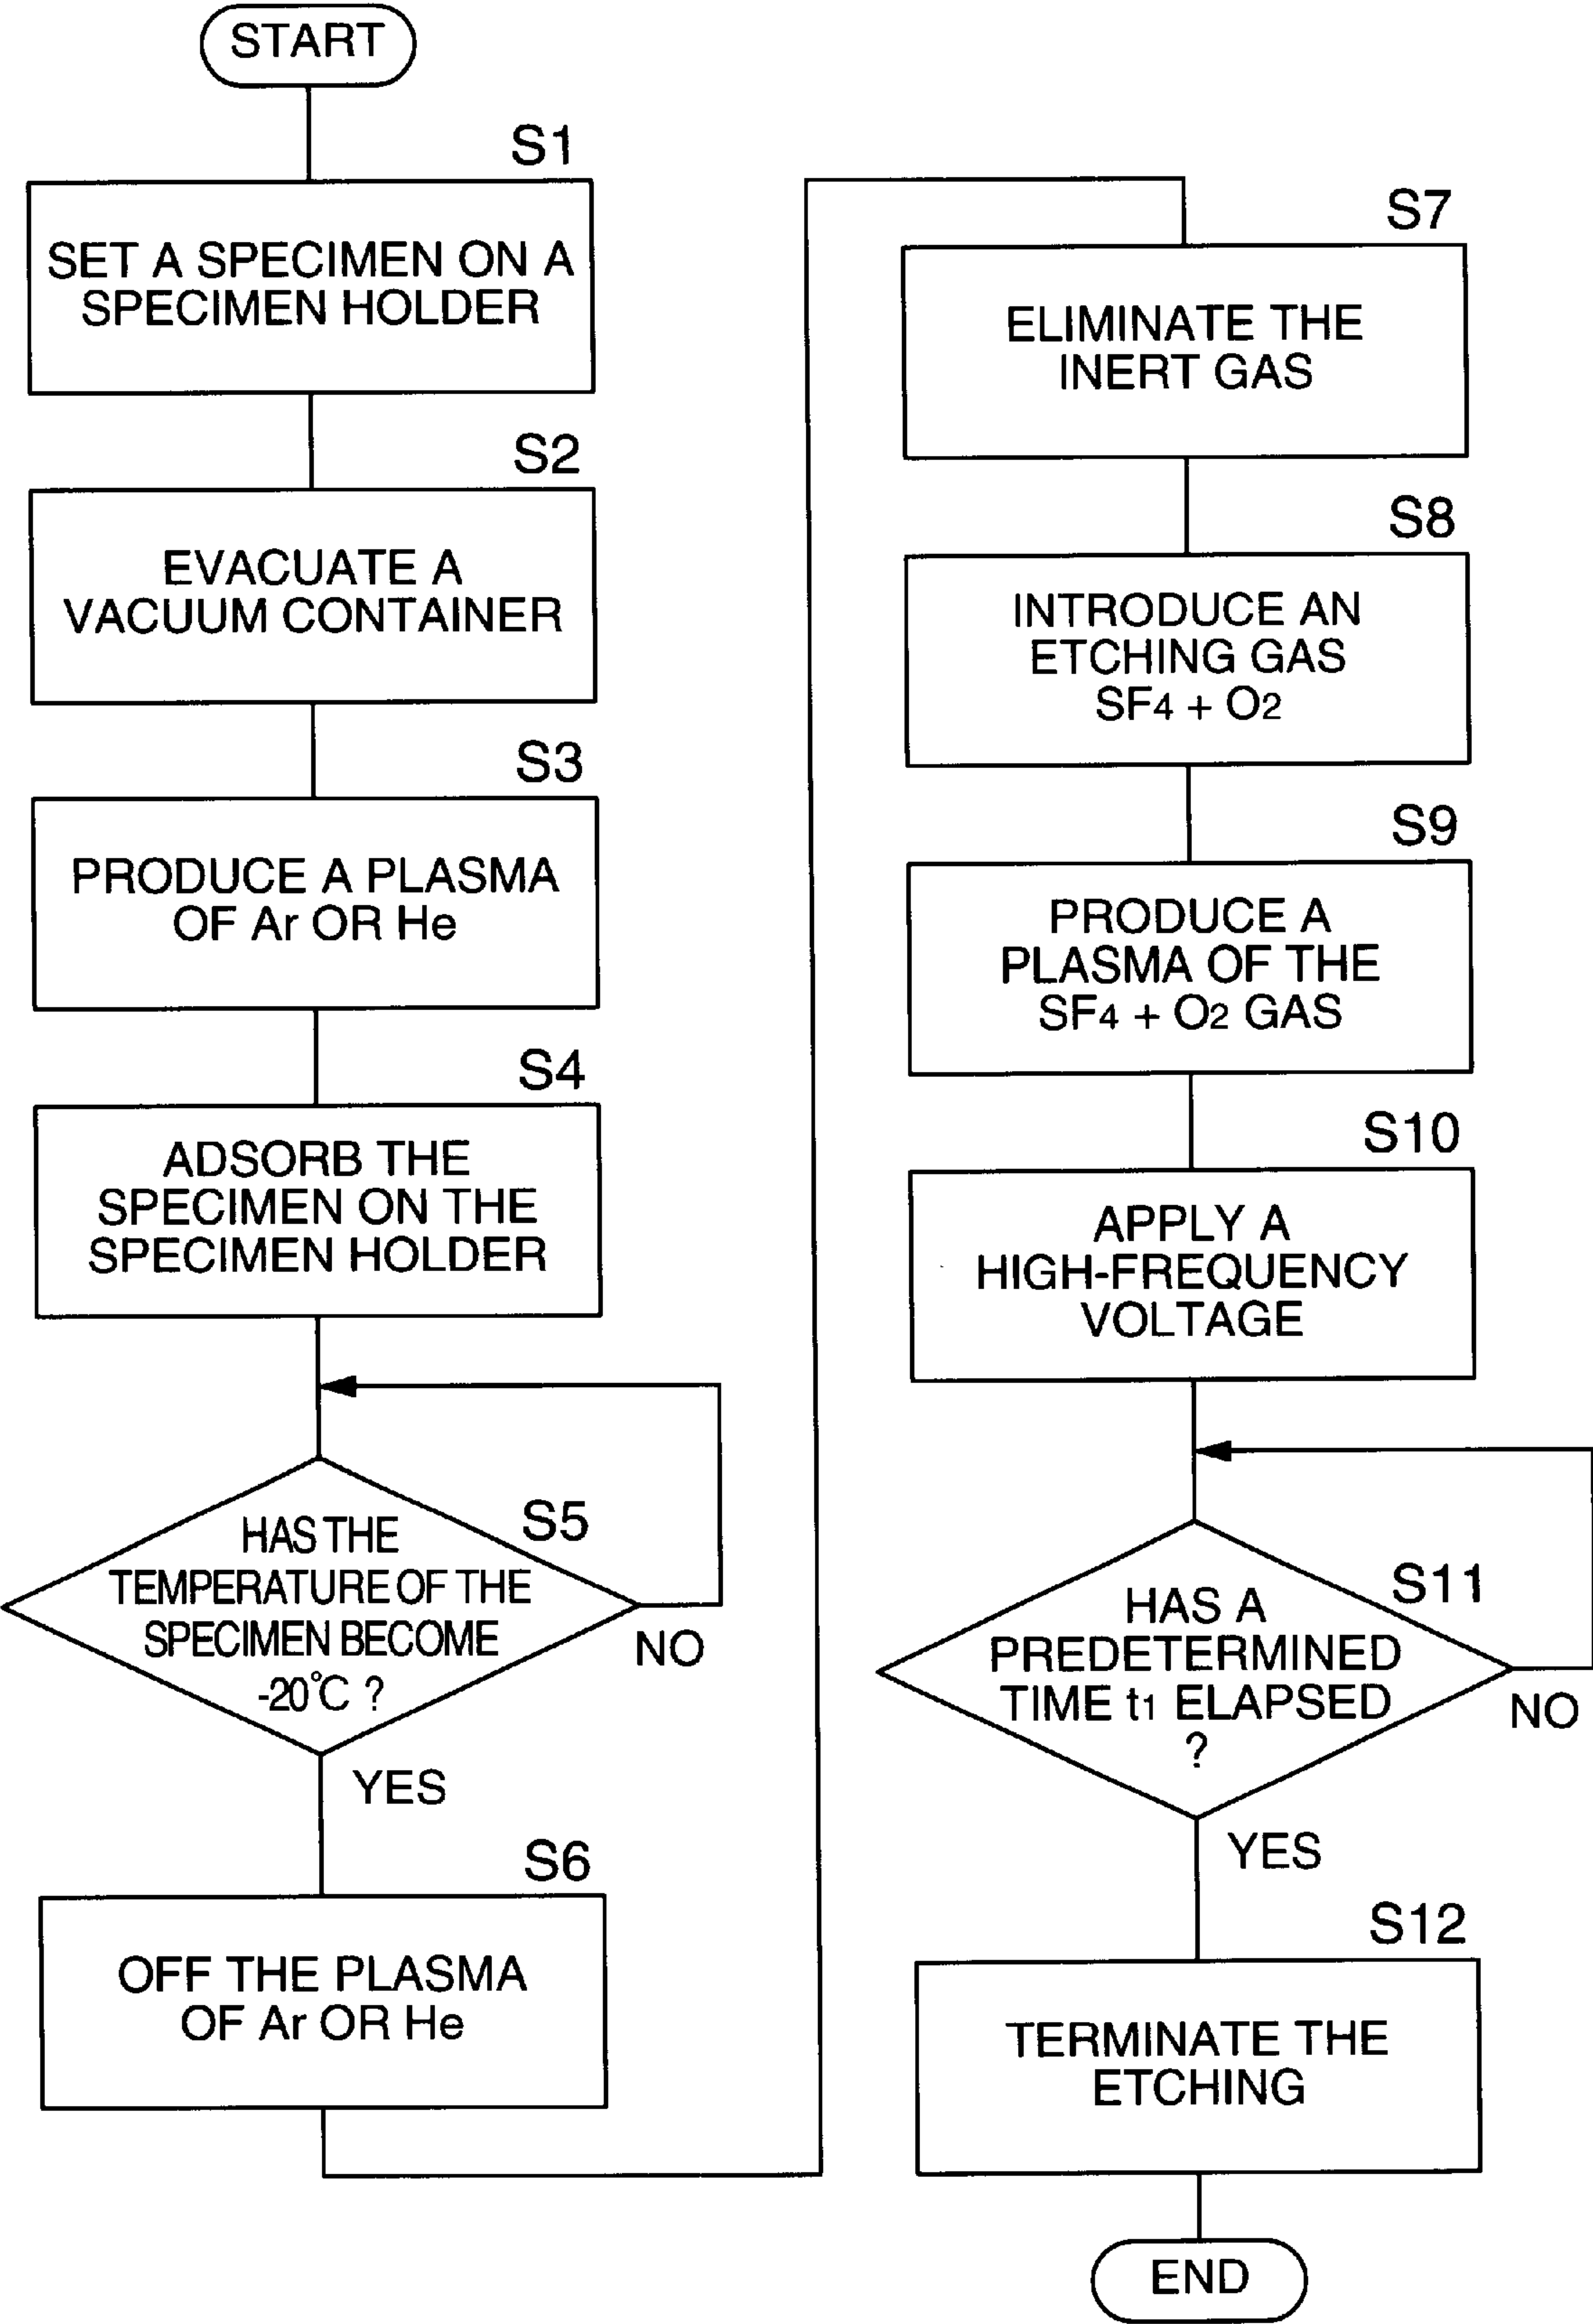 START
S1
SET A SPECIMEN ON A
SPECIMEN HOLDER
S2
EVACUATE A
VACUUM CONTAINER
S3
PRODUCE A PLASMA
OF Ar OR He
S4
ADSORB THE
SPECIMEN ON THE
SPECIMEN HOLDER
S5
HAS THE
TEMPERATURE OF THE
SPECIMEN BECOME
-20°C ?
NO
YES
S6
OFF THE PLASMA
OF Ar OR He
S7
ELIMINATE THE
INERT GAS
S8
INTRODUCE AN
ETCHING GAS
SF4 + O2
S9
PRODUCE A
PLASMA OF THE
SF4 + O2 GAS
S10
APPLY A
HIGH-FREQUENCY
VOLTAGE
S11
HAS A
PREDETERMINED
TIME t1 ELAPSED
?
NO
YES
S12
TERMINATE THE
ETCHING
END